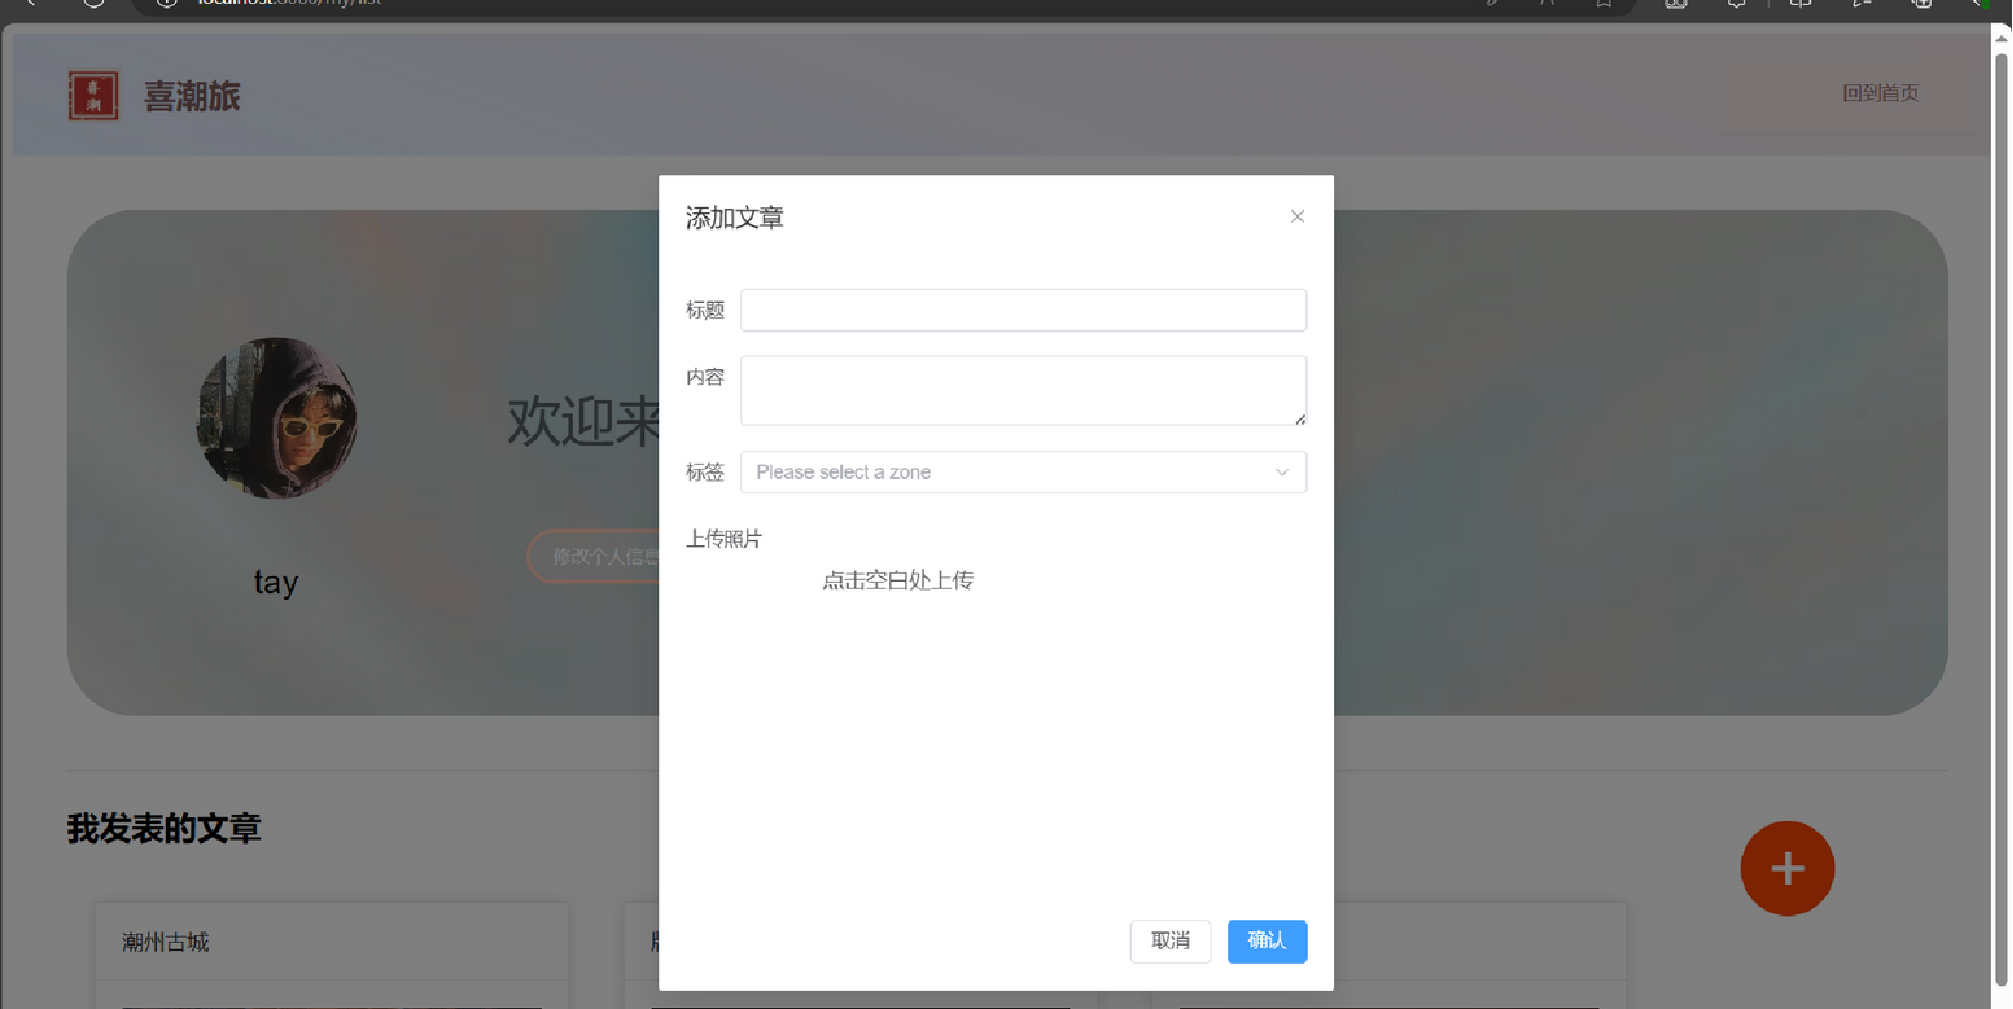 喜潮旅
回到首页
添加文章
标题
内容
欢迎来
标签 Please select a zone
上传照片
修改个人信息
点击空白处上传
tay
我发表的文章
潮州古城
取消 确认